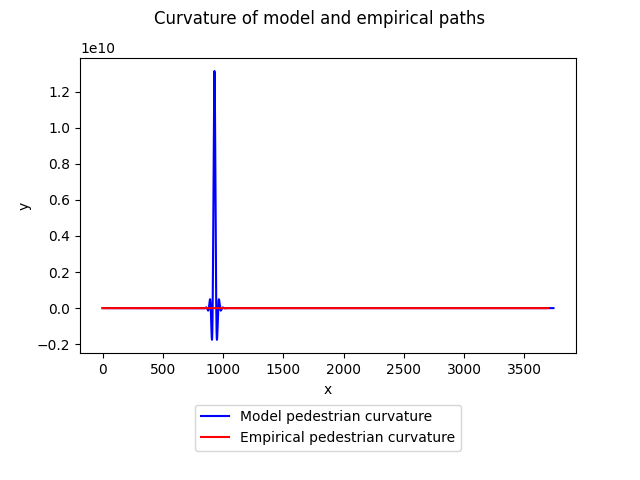 Curvature of model and empirical paths
1e10
1.2
1.0
0.8
0.6
0.4
0.2
0.0
−0.2
y
0 500 1000 1500 2000 2500 3000 3500
x
Model pedestrian curvature
Empirical pedestrian curvature